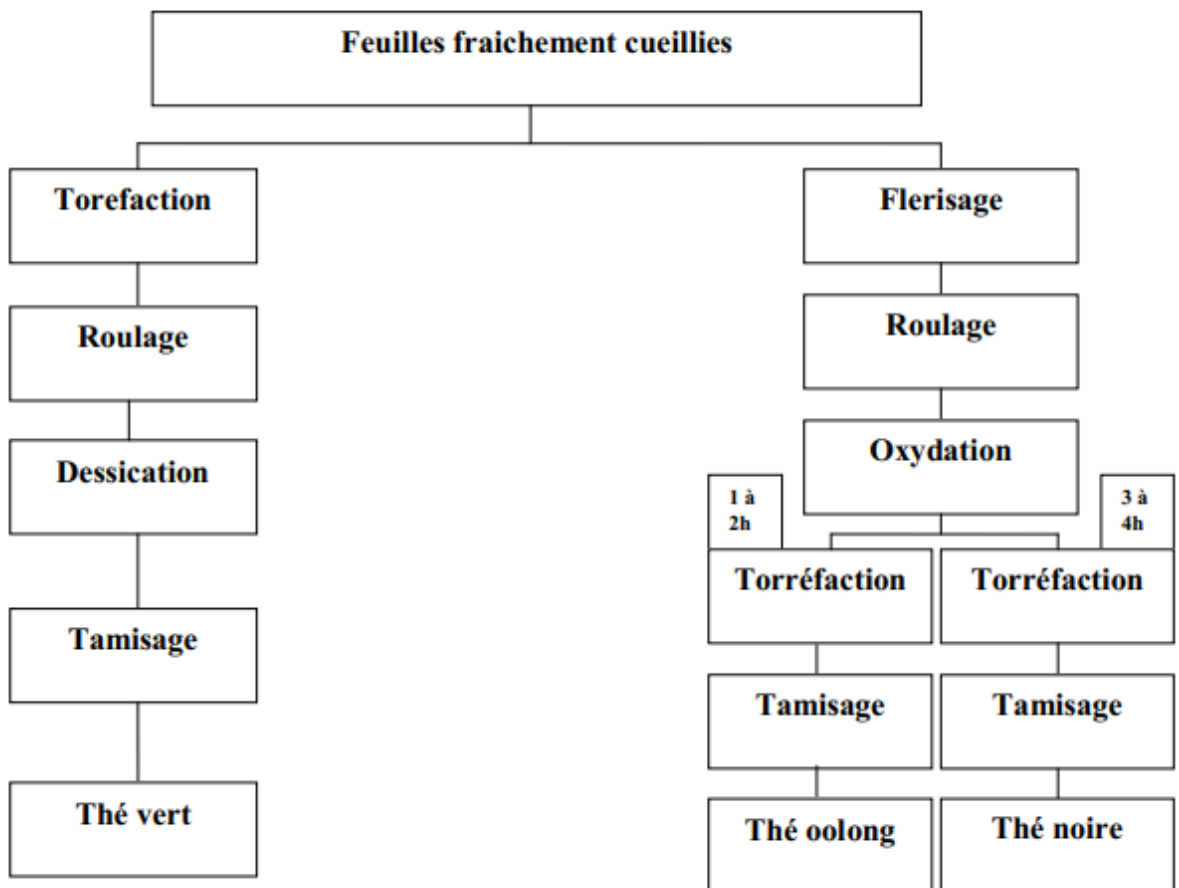 Feuilles fraichement cueillies
Torefaction
Flerisage
Roulage
Roulage
Dessication
Oxydation
1 à
2h
3 à
4h
Torréfaction
Torréfaction
Tamisage
Tamisage
Tamisage
Thé vert
Thé oolong
Thé noire